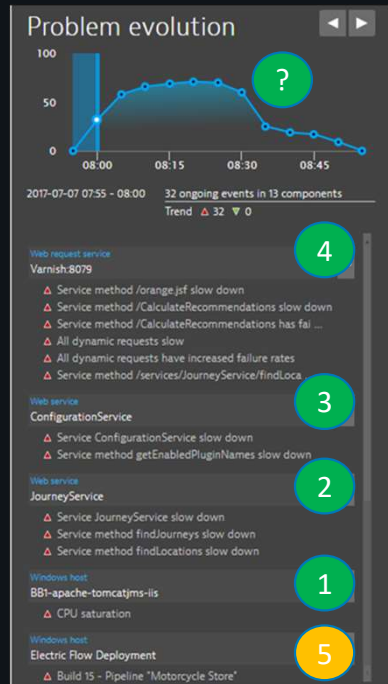 Problem evolution
◄ ►
100
?
50
0
08:00 08:15 08:30 08:45
2017-07-07 07:55 - 08:00 32 ongoing events in 13 components
Trend △ 32 ▽ 0
4
Web request service
Varnish:8079
Service method /orange.jsf slow down
Service method /CalculateRecommendations slow down
Service method /CalculateRecommendations has fai ...
All dynamic requests slow
All dynamic requests have increased failure rates
Service method /services/JourneyService/findLoca
3
Web service
ConfigurationService
Service ConfigurationService slow down
Service method getEnabledPluginNames slow down
2
Web service
JourneyService
Service JourneyService slow down
Service method findJourneys slow down
Service method findLocations slow down
1
Windows host
BB1-apache-tomcatjms-iis
CPU saturation
5
Windows host
Electric Flow Deployment
Build 15 - Pipeline "Motorcycle Store"